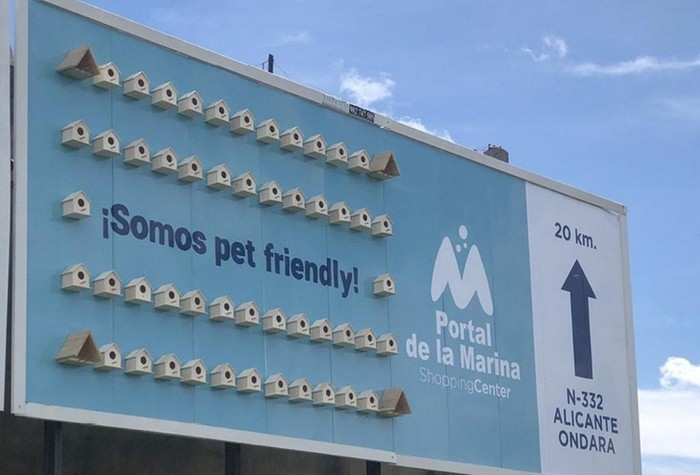 ¡Somos pet friendly!
Portal
de la Marina
ShoppingCenter
20 km.
N-332
ALICANTE
ONDARA